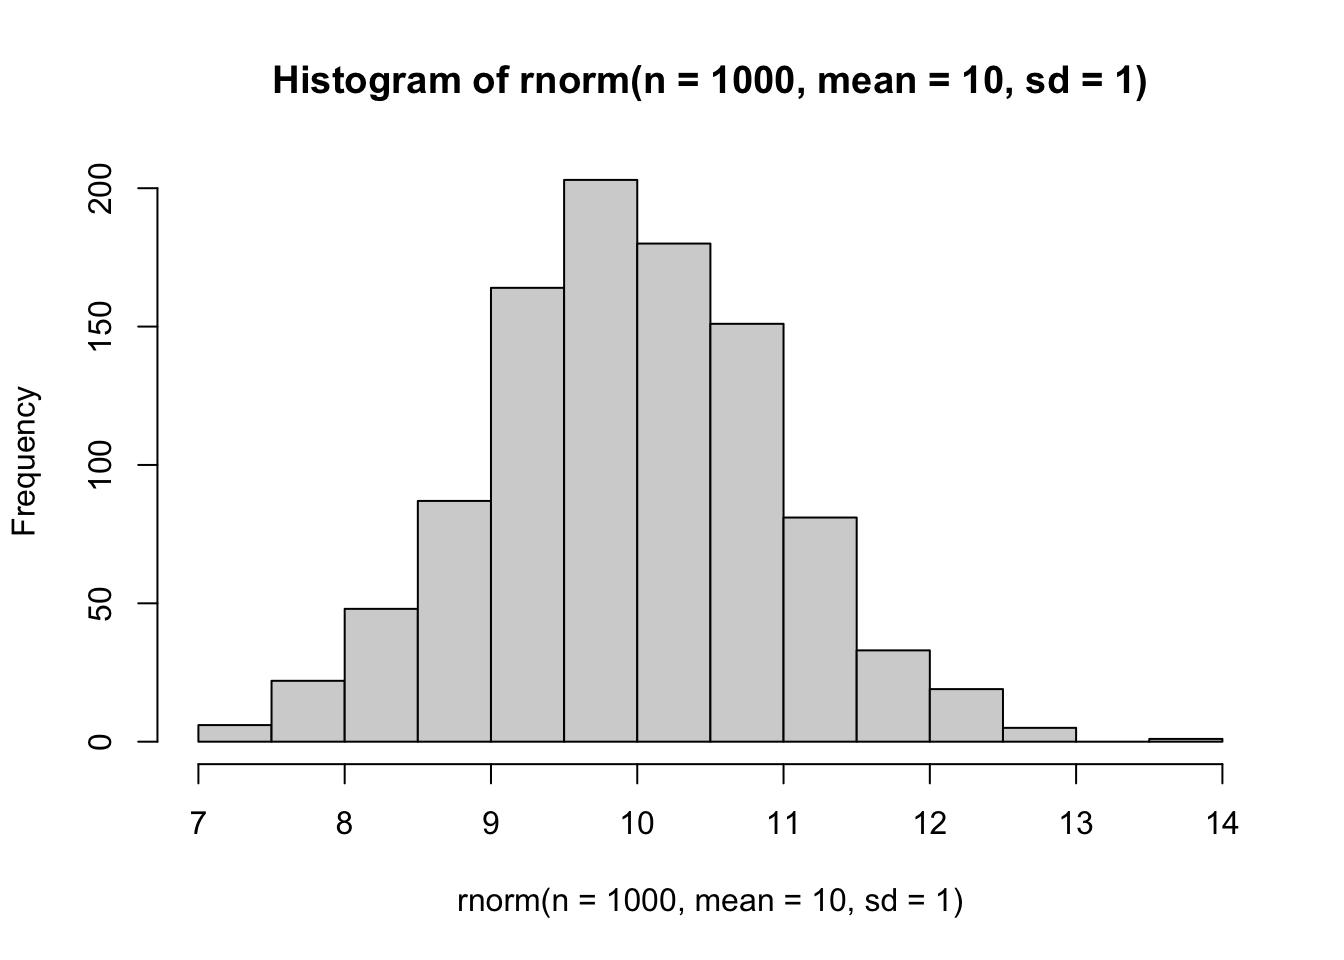 Histogram of rnorm(n = 1000, mean = 10, sd = 1)
Frequency
200
150
100
50
0
7 8 9 10 11 12 13 14
rnorm(n = 1000, mean = 10, sd = 1)